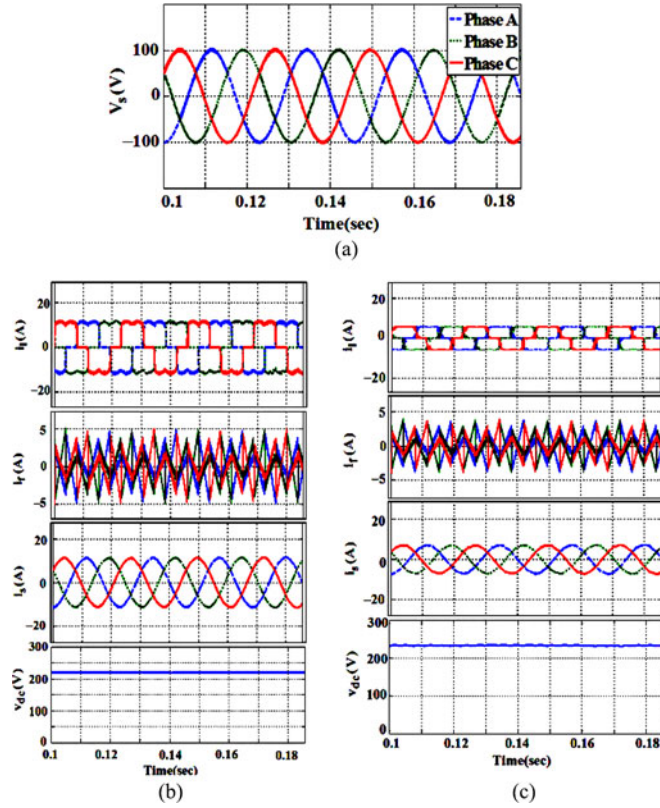 Phase A
Phase B
Phase C
100
0
−100
Vs(V)
0.1 0.12 0.14 0.16 0.18
Time(sec)
(a)
20
0
−20
il(A)
5
0
−5
if(A)
20
0
−20
is(A)
300
200
100
0
vdc(V)
0.1 0.12 0.14 0.16 0.18
Time(sec)
(b)
20
0
−20
il(A)
5
0
−5
if(A)
20
0
−20
is(A)
300
200
100
0
vdc(V)
0.1 0.12 0.14 0.16 0.18
Time(sec)
(c)